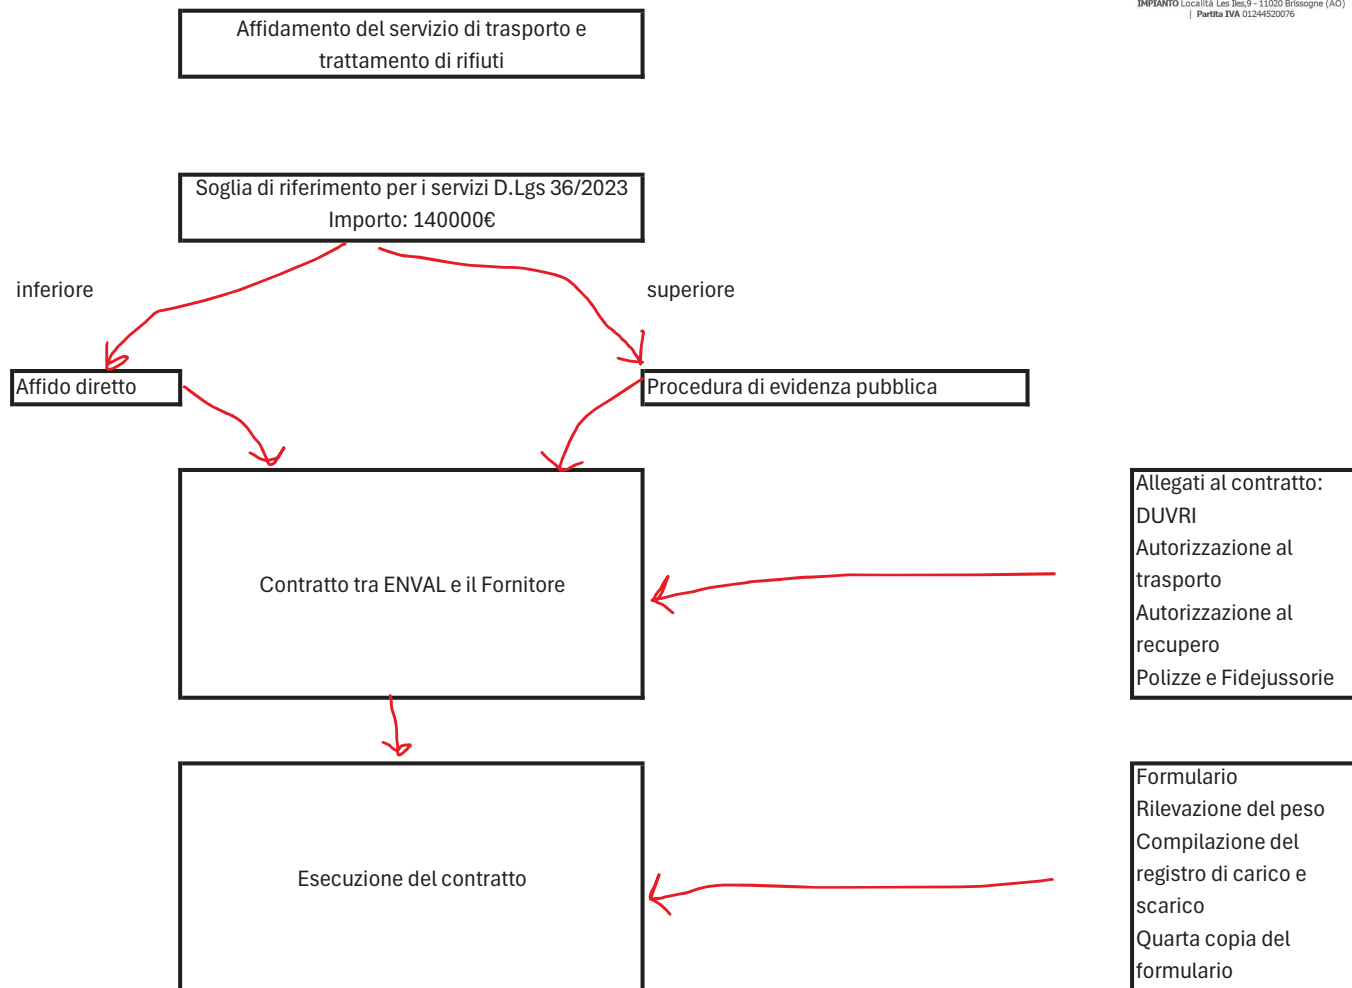 IMPIANTO Località Les Iles,9 - 11020 Brissogne (AO)
| Partita IVA 01244520076
Affidamento del servizio di trasporto e
trattamento di rifiuti
Soglia di riferimento per i servizi D.Lgs 36/2023
Importo: 140000€
inferiore
superiore
Affido diretto
Procedura di evidenza pubblica
Contratto tra ENVAL e il Fornitore
Allegati al contratto:
DUVRI
Autorizzazione al
trasporto
Autorizzazione al
recupero
Polizze e Fidejussorie
Esecuzione del contratto
Formulario
Rilevazione del peso
Compilazione del
registro di carico e
scarico
Quarta copia del
formulario